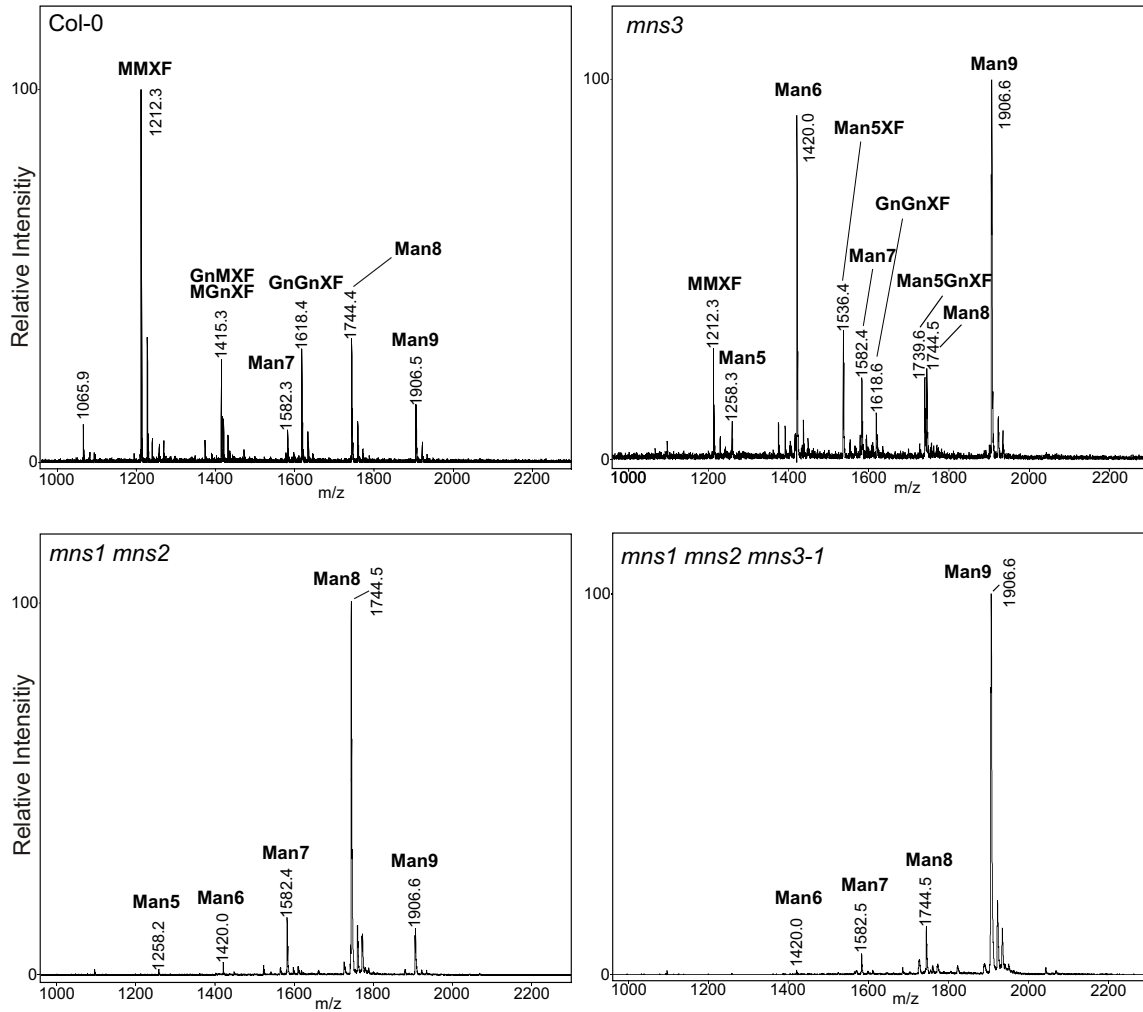 Col-0
MMXF
100
1212.3
Relative Intensitiy
GnMXF
MGnXF
GnGnXF
Man8
Man7
Man9
1065.9
1415.3
1582.3
1618.4
1744.4
1906.5
0
1000 1200 1400 1600 1800 2000 2200
m/z
mns3
Man9
100
Man6
1906.6
1420.0
Man5XF
GnGnXF
Man7
Man5GnXF
MMXF
Man8
Man5
1212.3
1258.3
1536.4
1582.4
1618.6
1739.6
1744.5
0
1000 1200 1400 1600 1800 2000 2200
m/z
mns1 mns2
Man8
1744.5
100
Relative Intensitiy
Man7
Man9
Man6
Man5
1258.2
1420.0
1582.4
1906.6
0
1000 1200 1400 1600 1800 2000 2200
m/z
mns1 mns2 mns3-1
Man9
1906.6
100
Man8
Man7
Man6
1420.0
1582.5
1744.5
0
1000 1200 1400 1600 1800 2000 2200
m/z